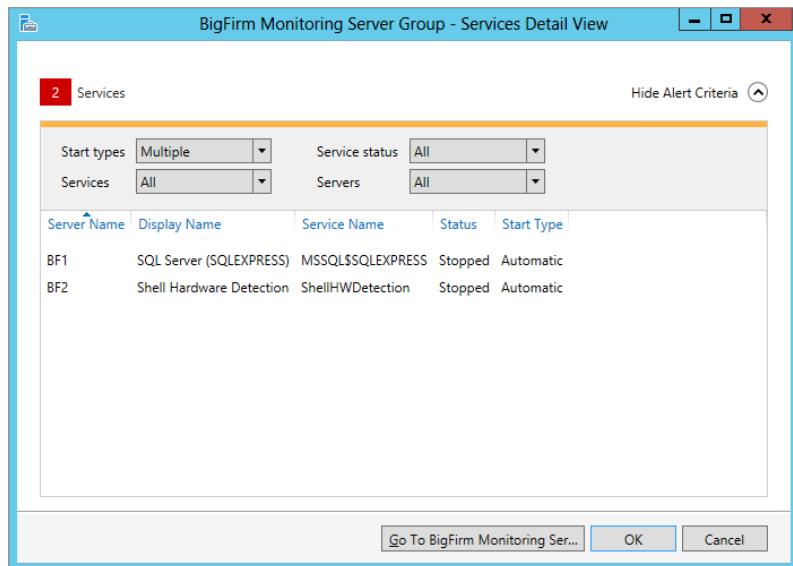 BigFirm Monitoring Server Group - Services Detail View
2 Services Hide Alert Criteria
Start types Multiple Service status All
Services All Servers All
Server Name Display Name Service Name Status Start Type
BF1 SQL Server (SQLEXPRESS) MSSQL$SQLEXPRESS Stopped Automatic
BF2 Shell Hardware Detection ShellHWDetection Stopped Automatic
Go To BigFirm Monitoring Ser... OK Cancel